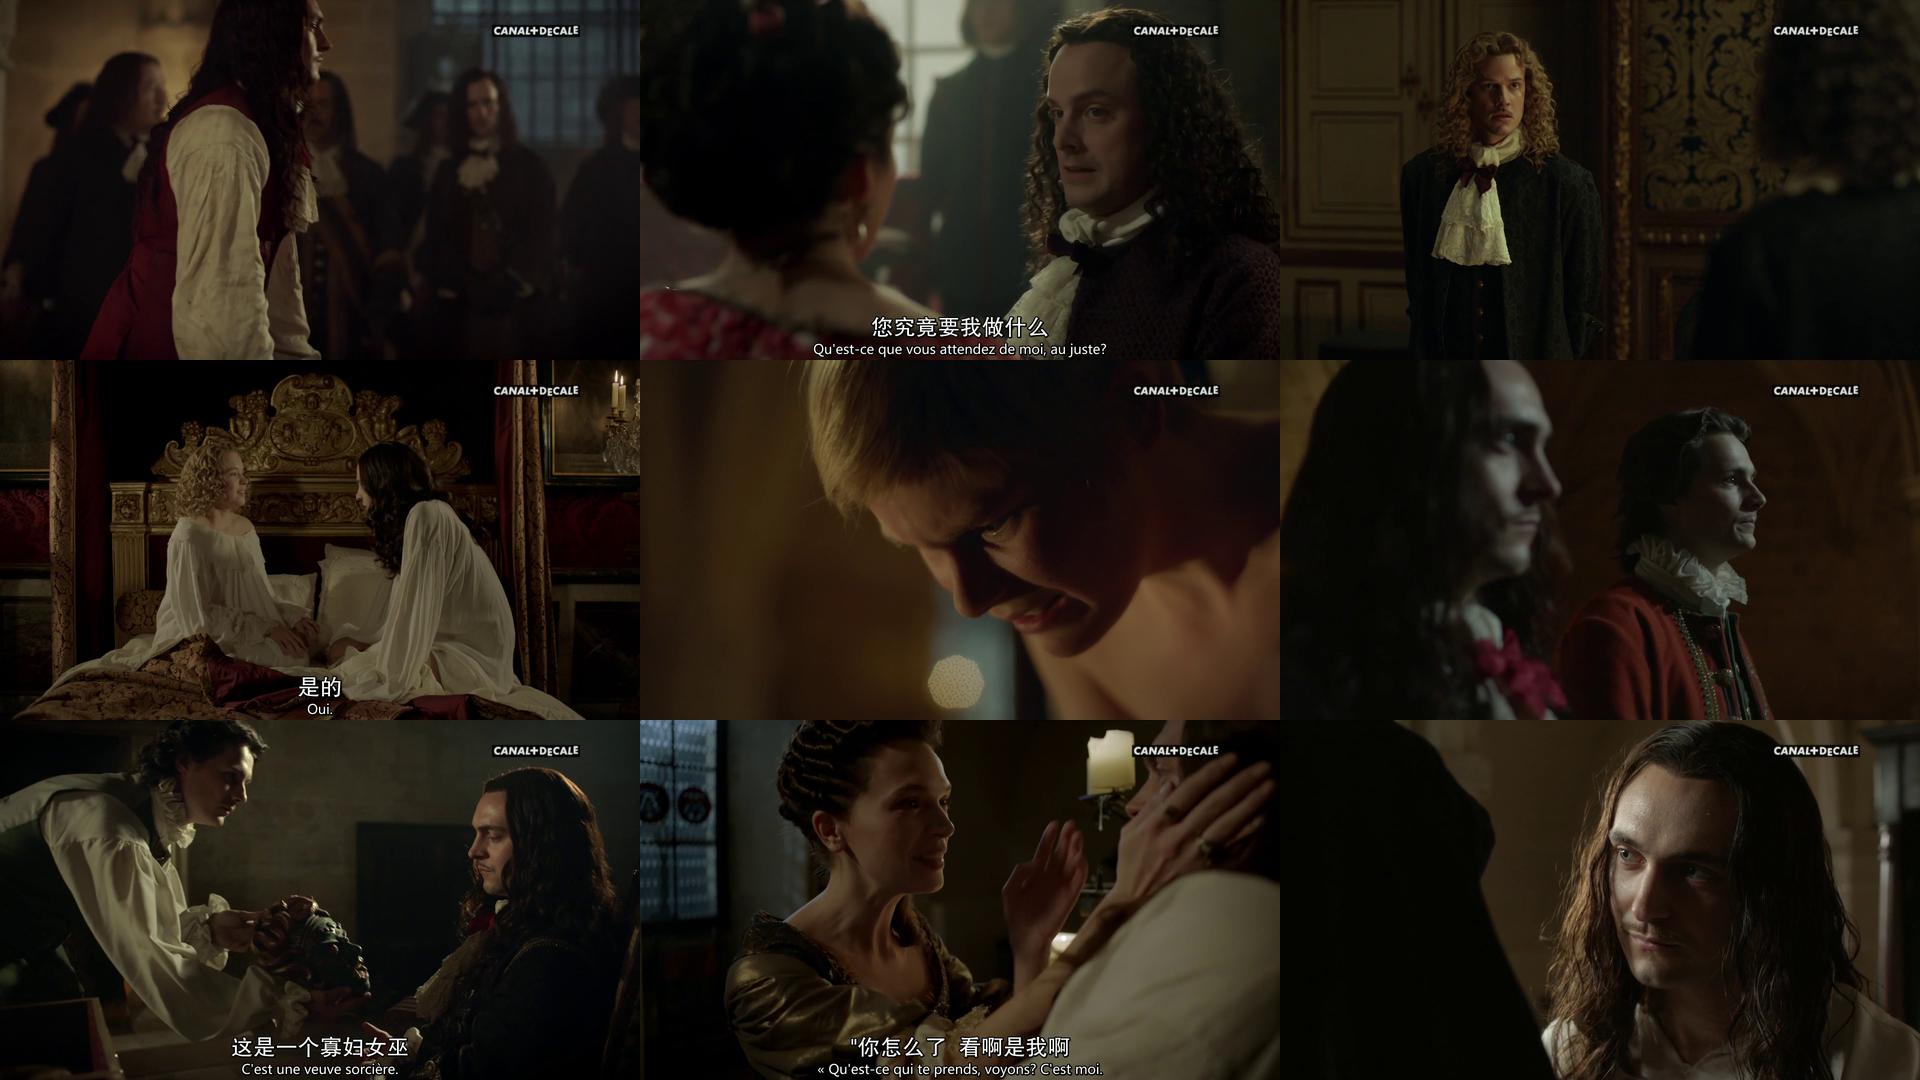 CANAL+DECALE
CANAL+DECALE
CANAL+DECALE
您究竟要我做什么
Qu'est-ce que vous attendez de moi, au juste?
CANAL+DECALE
CANAL+DECALE
CANAL+DECALE
是的
Oui.
CANAL+DECALE
CANAL+DECALE
CANAL+DECALE
这是一个寡妇女巫
C'est une veuve sorcière.
"你怎么了 看啊是我啊
« Qu'est-ce qui te prends, voyons? C'est moi.